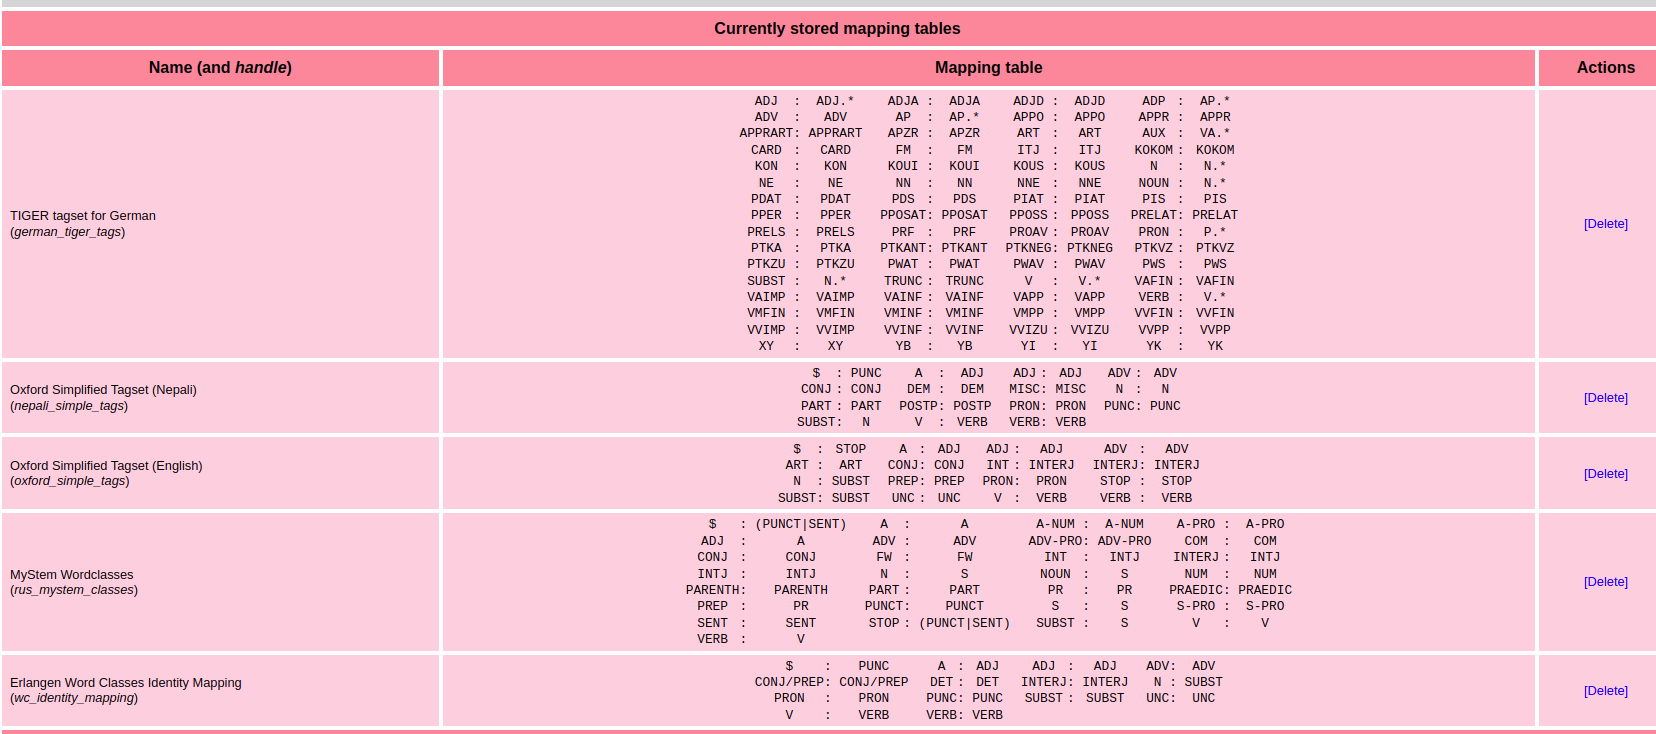 Currently stored mapping tables
Name (and handle) Mapping table Actions
TIGER tagset for German
(german_tiger_tags)
ADJ : ADJ.* ADJA : ADJA ADJD : ADJD ADP : AP.*
ADV : ADV AP : AP.* APPO : APPO APPR : APPR
APPRART: APPRART APZR : APZR ART : ART AUX : VA.*
CARD : CARD FM : FM ITJ : ITJ KOKOM : KOKOM
KON : KON KOUI : KOUI KOUS : KOUS N : N.*
NE : NE NN : NN NNE : NNE NOUN : N.*
PDAT : PDAT PDS : PDS PIAT : PIAT PIS : PIS
PPER : PPER PPOSAT: PPOSAT PPOSS : PPOSS PRELAT: PRELAT
PRELS : PRELS PRF : PRF PROAV : PROAV PRON : P.*
PTKA : PTKA PTKANT: PTKANT PTKNEG: PTKNEG PTKVZ : PTKVZ
PTKZU : PTKZU PWAT : PWAT PWAV : PWAV PWS : PWS
SUBST : N.* TRUNC : TRUNC V : V.* VAFIN : VAFIN
VAIMP : VAIMP VAINF : VAINF VAPP : VAPP VERB : V.*
VMFIN : VMFIN VMINF : VMINF VMPP : VMPP VVFIN : VVFIN
VVIMP : VVIMP VVINF : VVINF VVIZU : VVIZU VVPP : VVPP
XY : XY YB : YB YI : YI YK : YK
[Delete]
Oxford Simplified Tagset (Nepali)
(nepali_simple_tags)
$ : PUNC A : ADJ ADJ : ADJ ADV : ADV
CONJ : CONJ DEM : DEM MISC: MISC N : N
PART : PART POSTP: POSTP PRON: PRON PUNC: PUNC
SUBST: N V : VERB VERB: VERB
[Delete]
Oxford Simplified Tagset (English)
(oxford_simple_tags)
$ : STOP A : ADJ ADJ : ADJ ADV : ADV
ART : ART CONJ: CONJ INT : INTERJ INTERJ: INTERJ
N : SUBST PREP: PREP PRON: PRON STOP : STOP
SUBST: SUBST UNC : UNC V : VERB VERB : VERB
[Delete]
MyStem Wordclasses
(rus_mystem_classes)
$ : (PUNCT|SENT) A : A A-NUM : A-NUM A-PRO : A-PRO
ADJ : A ADV : ADV ADV-PRO: ADV-PRO COM : COM
CONJ : CONJ FW : FW INT : INTJ INTERJ : INTJ
INTJ : INTJ N : S NOUN : S NUM : NUM
PARENTH: PARENTH PART : PART PR : PR PRAEDIC: PRAEDIC
PREP : PR PUNCT: PUNCT S : S S-PRO : S-PRO
SENT : SENT STOP : (PUNCT|SENT) SUBST : S V : V
VERB : V
[Delete]
Erlangen Word Classes Identity Mapping
(wc_identity_mapping)
$ : PUNC A : ADJ ADJ : ADJ ADV: ADV
CONJ/PREP: CONJ/PREP DET : DET INTERJ: INTERJ N : SUBST
PRON : PRON PUNC: PUNC SUBST : SUBST UNC: UNC
V : VERB VERB: VERB
[Delete]